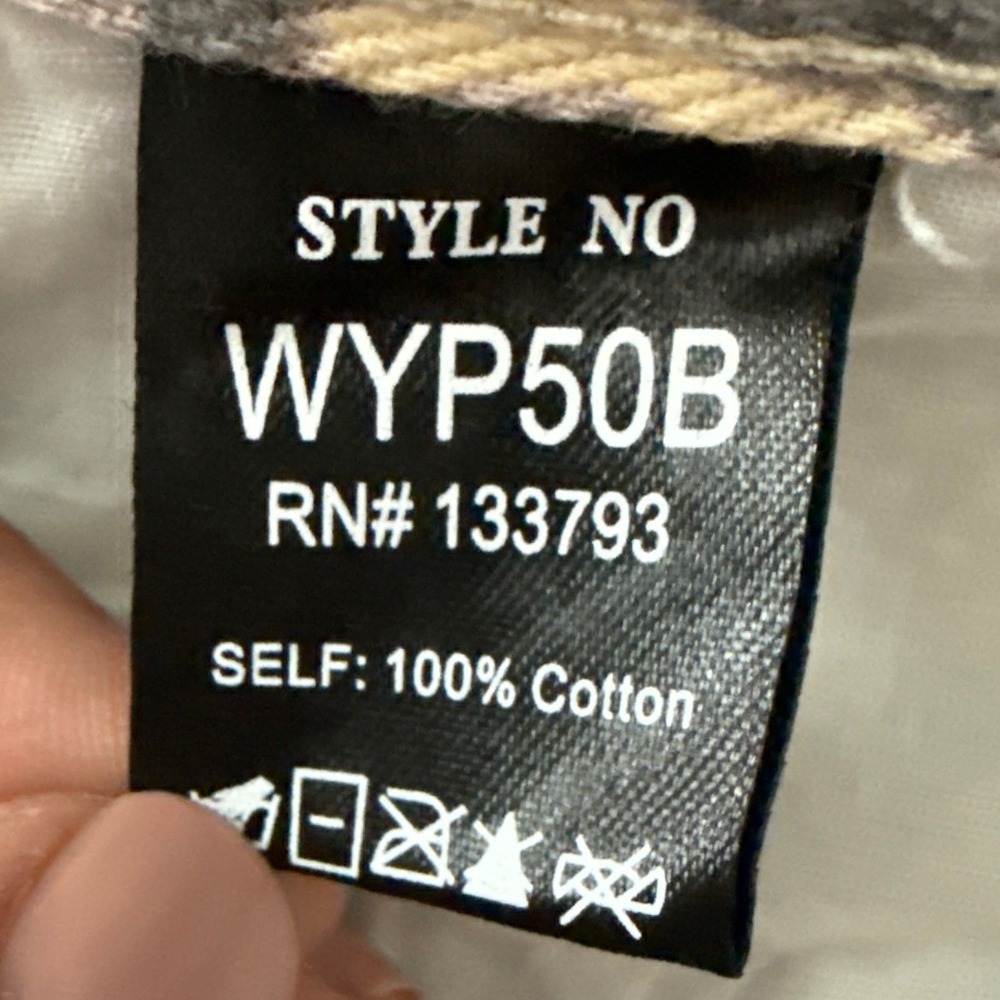 STYLE NO
WYP50B
RN# 133793
SELF: 100% Cotton